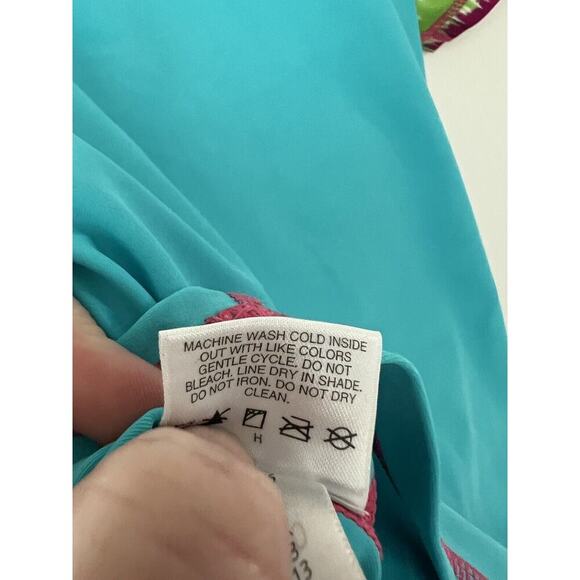 MACHINE WASH COLD INSIDE
OUT WITH LIKE COLORS
GENTLE CYCLE. DO NOT
BLEACH. LINE DRY IN SHADE.
DO NOT IRON. DO NOT DRY
CLEAN.
H
13